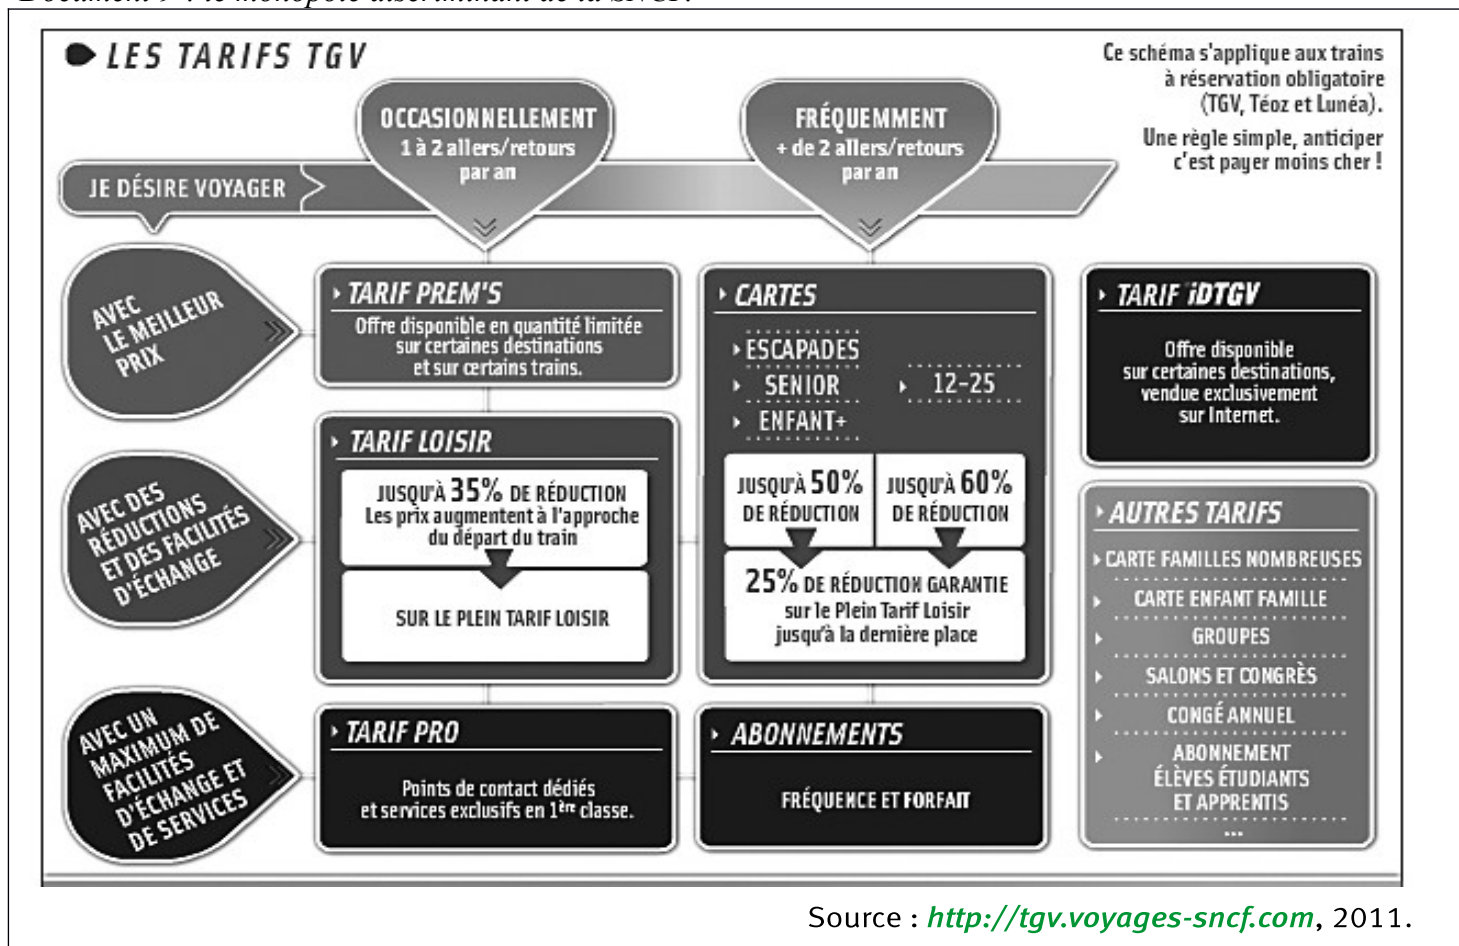 Document 9 : le monopole discriminant de la SNCF.
LES TARIFS TGV
Ce schéma s'applique aux trains
à réservation obligatoire
(TGV, Téoz et Lunéa).
Une règle simple, anticiper
c'est payer moins cher !
OCCASIONNELLEMENT
1 à 2 allers/retours
par an
FRÉQUEMMENT
+ de 2 allers/retours
par an
JE DÉSIRE VOYAGER
AVEC
LE MEILLEUR
PRIX
TARIF PREM'S
Offre disponible en quantité limitée
sur certaines destinations
et sur certains trains.
CARTES
ESCAPADES
SENIOR
12-25
ENFANT+
TARIF iDTGV
Offre disponible
sur certaines destinations,
vendue exclusivement
sur Internet.
AVEC DES
RÉDUCTIONS
ET DES FACILITÉS
D'ÉCHANGE
TARIF LOISIR
JUSQU'À 35% DE RÉDUCTION
Les prix augmentent à l'approche
du départ du train
SUR LE PLEIN TARIF LOISIR
JUSQU'À 50%
DE RÉDUCTION
JUSQU'À 60%
DE RÉDUCTION
25% DE RÉDUCTION GARANTIE
sur le Plein Tarif Loisir
jusqu'à la dernière place
AUTRES TARIFS
CARTE FAMILLES NOMBREUSES
CARTE ENFANT FAMILLE
GROUPES
SALONS ET CONGRÈS
CONGÉ ANNUEL
ABONNEMENT
ÉLÈVES ÉTUDIANTS
ET APPRENTIS
...
AVEC UN
MAXIMUM DE
FACILITÉS
D'ÉCHANGE ET
DE SERVICES
TARIF PRO
Points de contact dédiés
et services exclusifs en 1ère classe.
ABONNEMENTS
FRÉQUENCE ET FORFAIT
Source : http://tgv.voyages-sncf.com, 2011.